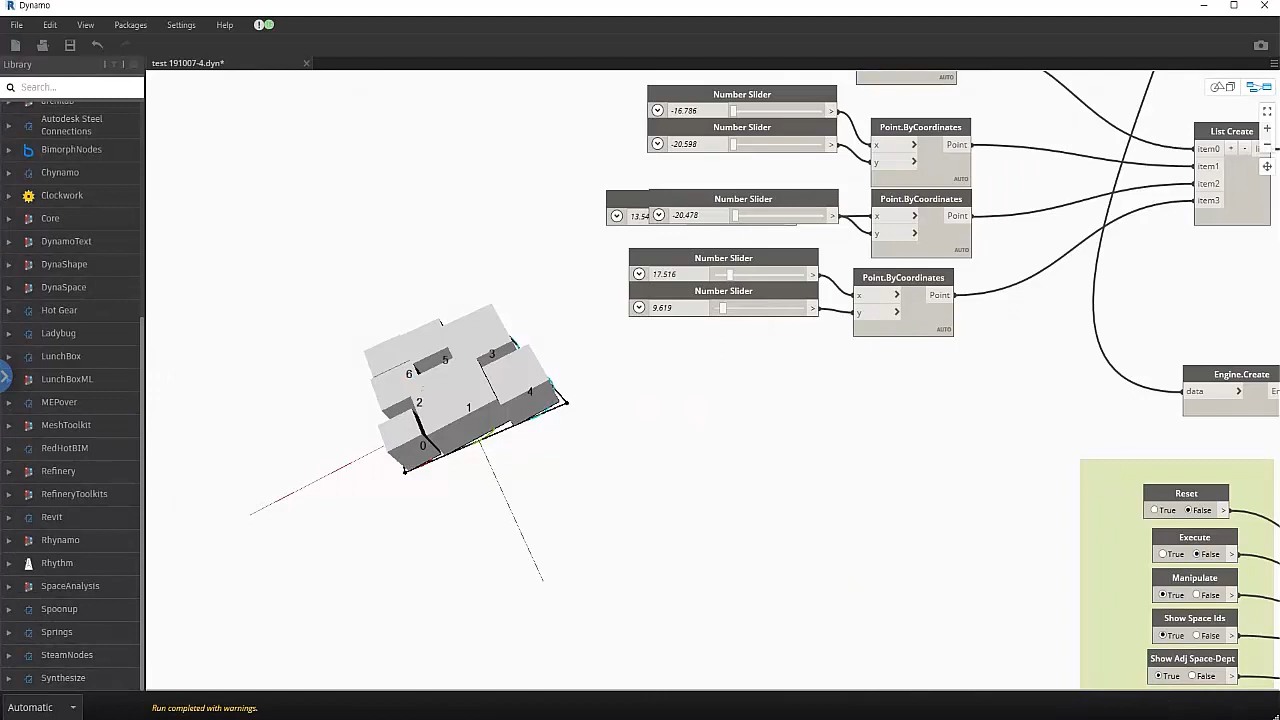 Dynamo
File Edit View Packages Settings Help
test 191007-4.dyn*
Library
Search...
Autodesk Steel
Connections
BimorphNodes
Chynamo
Clockwork
Core
DynamoText
DynaShape
DynaSpace
Hot Gear
Ladybug
LunchBox
LunchBoxML
MEPover
MeshToolkit
RedHotBIM
Refinery
RefineryToolkits
Revit
Rhynamo
Rhythm
SpaceAnalysis
Spoonup
Springs
SteamNodes
Synthesize
AUTO
Number Slider
-16.786 >
Number Slider
-20.598 >
Point.ByCoordinates
x > Point
y >
AUTO
Number Slider
13.54
-20.478 >
Point.ByCoordinates
x > Point
y >
AUTO
Number Slider
17.516 >
Number Slider
9.619 >
Point.ByCoordinates
x > Point
y >
AUTO
List Create
item0 + -
item1
item2
item3
Engine.Create
data >
Reset
True False >
Execute
True False >
Manipulate
True False >
Show Space Ids
True False >
Show Adj Space-Dept
True False >
6
5
3
2
1
4
0
Automatic
Run completed with warnings.